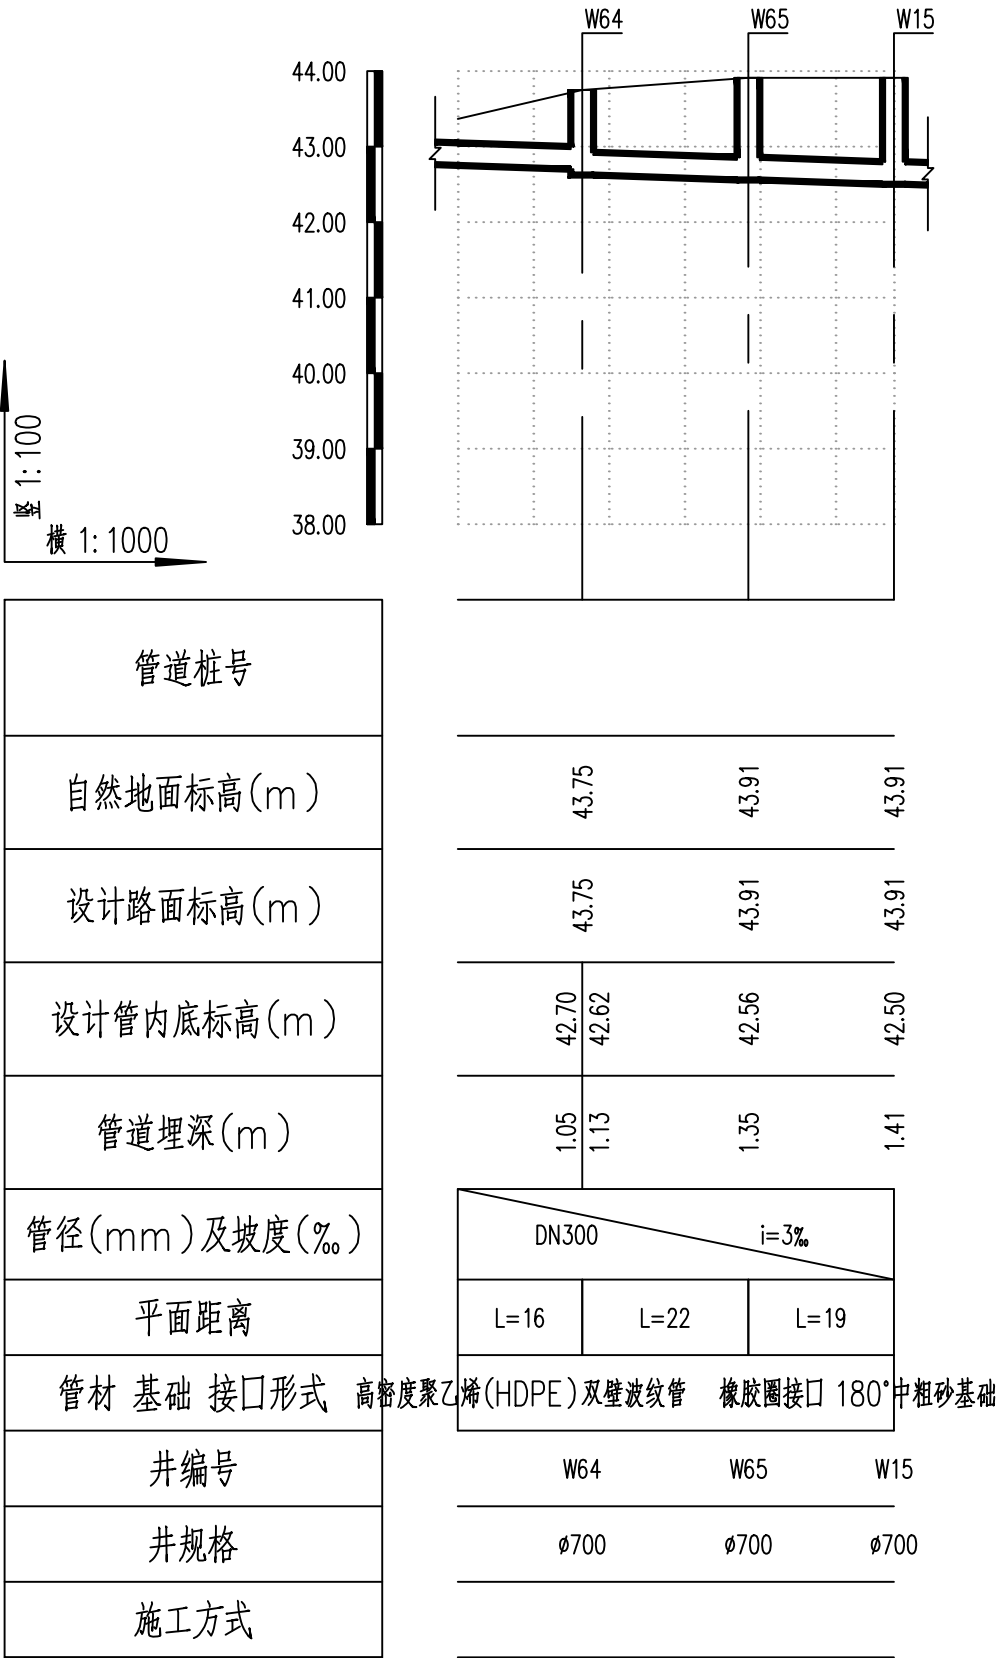 W64 W65 W15
44.00
43.00
42.00
41.00
40.00
39.00
38.00
竖 1:100
横 1:1000
管道桩号
自然地面标高(m) 43.75 43.91 43.91
设计路面标高(m) 43.75 43.91 43.91
设计管内底标高(m) 42.70 42.62 42.56 42.50
管道埋深(m) 1.05 1.13 1.35 1.41
管径(mm)及坡度(‰) DN300 i=3‰
平面距离 L=16 L=22 L=19
管材 基础 接口形式 高密度聚乙烯(HDPE)双壁波纹管 橡胶圈接口 180°中粗砂基础
井编号 W64 W65 W15
井规格 ø700 ø700 ø700
施工方式